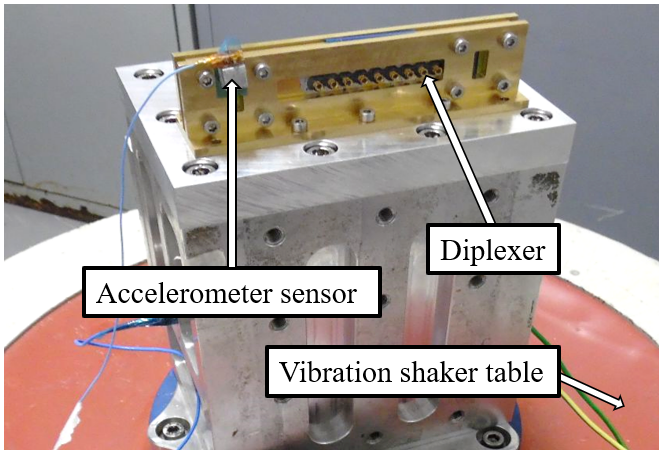 Diplexer
Accelerometer sensor
Vibration shaker table